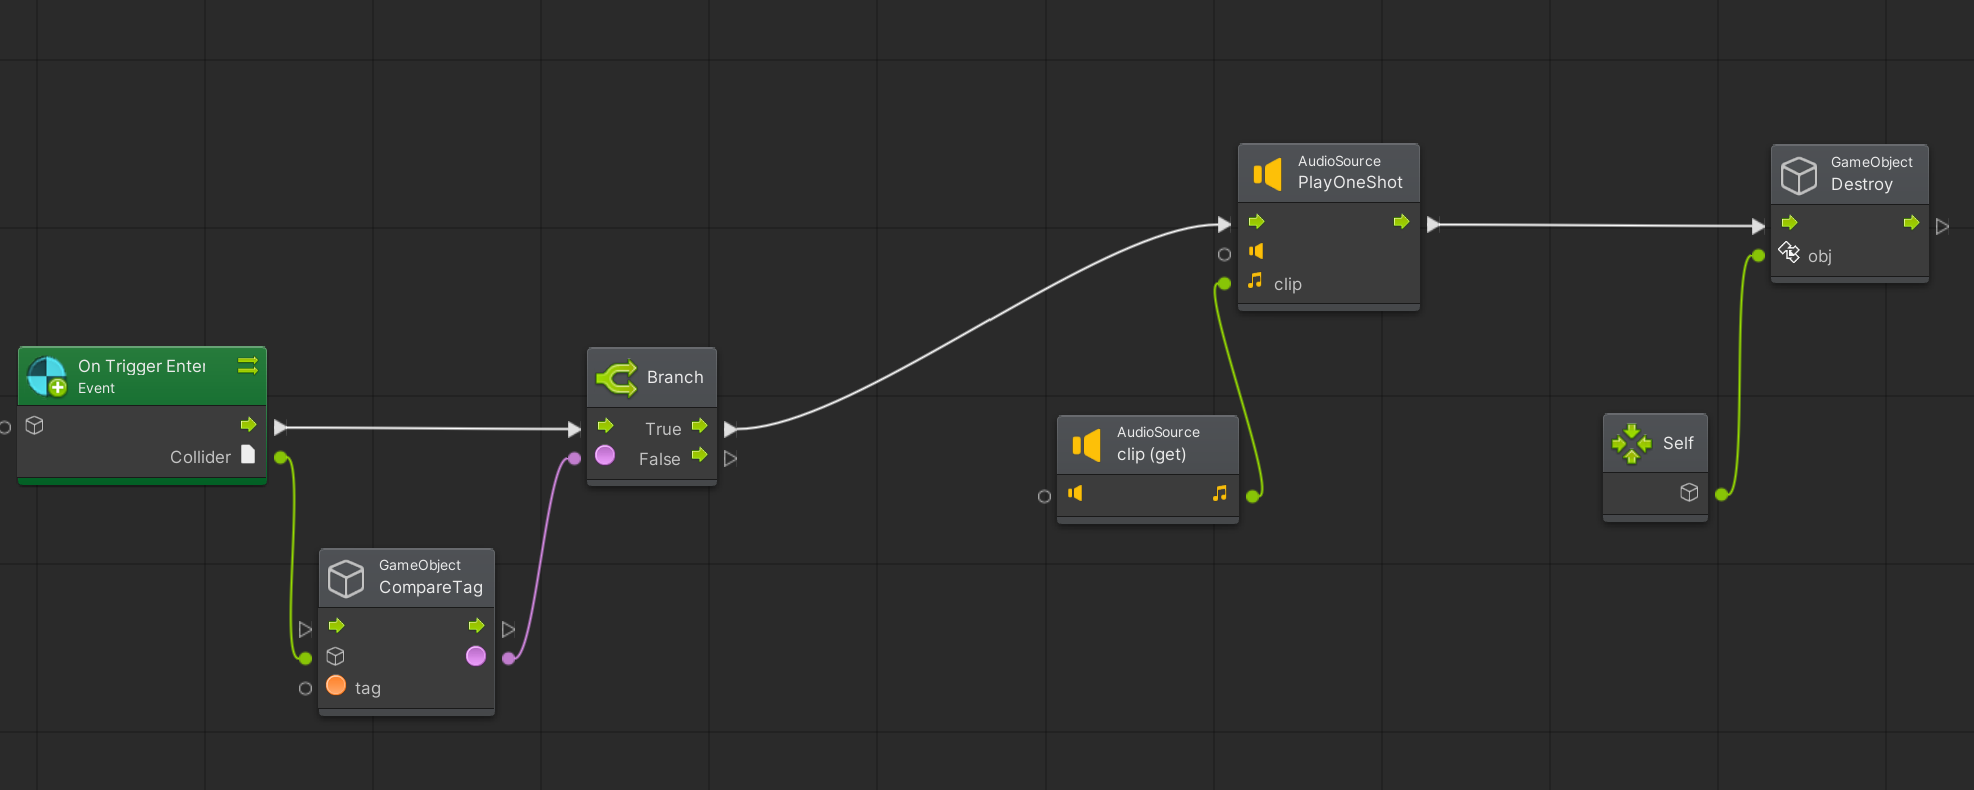 On Trigger Enter
Event
Collider
GameObject
CompareTag
tag
Branch
True
False
AudioSource
clip (get)
AudioSource
PlayOneShot
clip
Self
GameObject
Destroy
obj